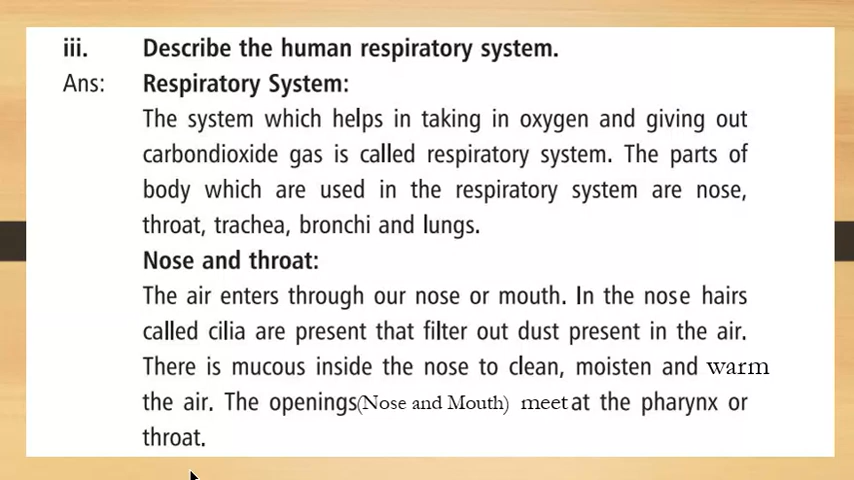 iii. Describe the human respiratory system.
Ans: Respiratory System:
The system which helps in taking in oxygen and giving out
carbondioxide gas is called respiratory system. The parts of
body which are used in the respiratory system are nose,
throat, trachea, bronchi and lungs.
Nose and throat:
The air enters through our nose or mouth. In the nose hairs
called cilia are present that filter out dust present in the air.
There is mucous inside the nose to clean, moisten and warm
the air. The openings(Nose and Mouth) meet at the pharynx or
throat.